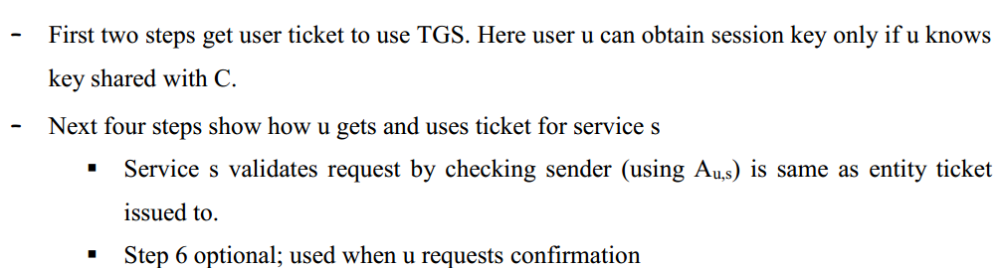 - First two steps get user ticket to use TGS. Here user u can obtain session key only if u knows
key shared with C.
- Next four steps show how u gets and uses ticket for service s
▪ Service s validates request by checking sender (using Au,s) is same as entity ticket
issued to.
▪ Step 6 optional; used when u requests confirmation